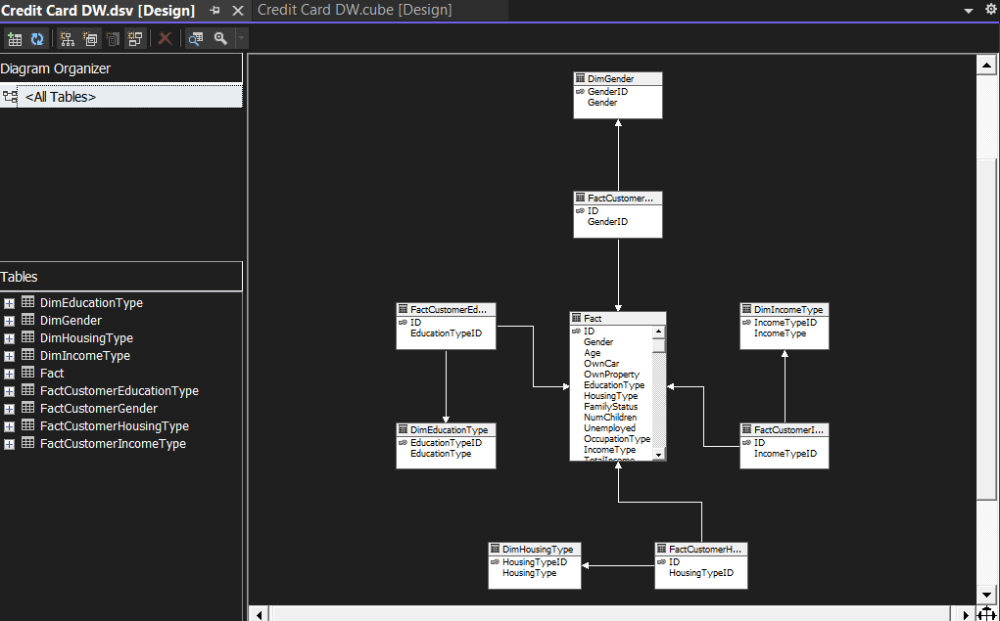 Credit Card DW.dsv [Design]
Credit Card DW.cube [Design]
Diagram Organizer
<All Tables>
Tables
DimEducationType
DimGender
DimHousingType
DimIncomeType
Fact
FactCustomerEducationType
FactCustomerGender
FactCustomerHousingType
FactCustomerIncomeType
DimGender
GenderID
Gender
FactCustomer...
ID
GenderID
FactCustomerEd...
ID
EducationTypeID
Fact
ID
Gender
Age
OwnCar
OwnProperty
EducationType
HousingType
FamilyStatus
NumChildren
Unemployed
OccupationType
IncomeType
TotalIncome
DimIncomeType
IncomeTypeID
IncomeType
DimEducationType
EducationTypeID
EducationType
FactCustomerI...
ID
IncomeTypeID
DimHousingType
HousingTypeID
HousingType
FactCustomerH...
ID
HousingTypeID